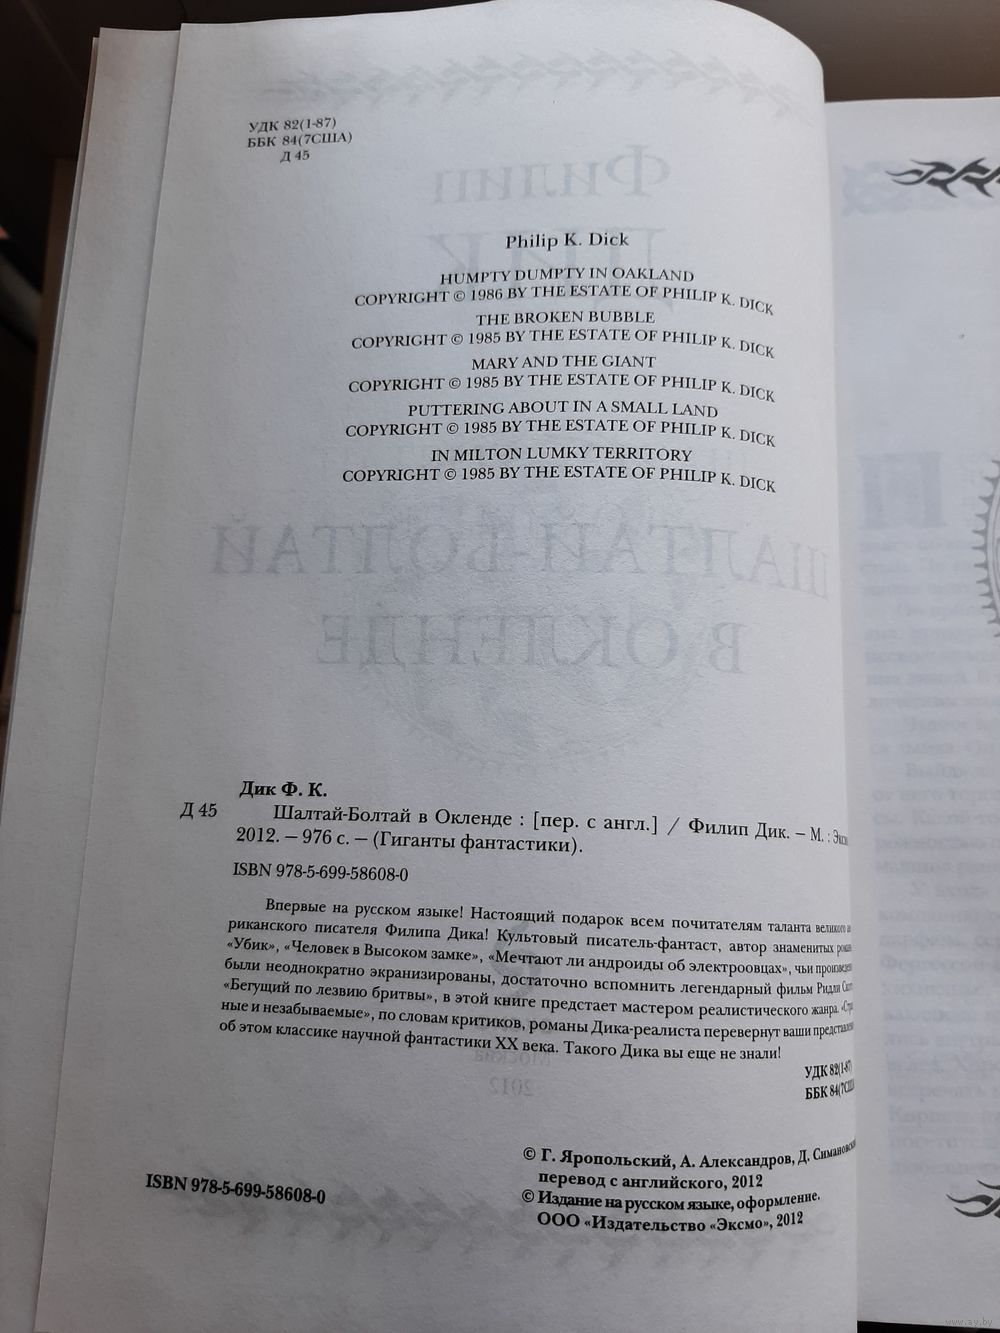 УДК 82(1-87)
ББК 84(7США)
Д 45
Philip K. Dick
HUMPTY DUMPTY IN OAKLAND
COPYRIGHT © 1986 BY THE ESTATE OF PHILIP K. DICK
THE BROKEN BUBBLE
COPYRIGHT © 1985 BY THE ESTATE OF PHILIP K. DICK
MARY AND THE GIANT
COPYRIGHT © 1985 BY THE ESTATE OF PHILIP K. DICK
PUTTERING ABOUT IN A SMALL LAND
COPYRIGHT © 1985 BY THE ESTATE OF PHILIP K. DICK
IN MILTON LUMKY TERRITORY
COPYRIGHT © 1985 BY THE ESTATE OF PHILIP K. DICK
Дик Ф. К.
Д 45 Шалтай-Болтай в Окленде : [пер. с англ.] / Филип Дик. – М. :
2012. – 976 с. – (Гиганты фантастики).
ISBN 978-5-699-58608-0
Впервые на русском языке! Настоящий подарок всем почитателям таланта великого
риканского писателя Филипа Дика! Культовый писатель-фантаст, автор знаменитых
«Убик», «Человек в Высоком замке», «Мечтают ли андроиды об электроовцах», чьи
были неоднократно экранизированы, достаточно вспомнить легендарный фильм Ридли
«Бегущий по лезвию бритвы», в этой книге предстает мастером реалистического жанра.
ные и незабываемые», по словам критиков, романы Дика-реалиста перевернут ваши
об этом классике научной фантастики XX века. Такого Дика вы еще не знали!
УДК 82(1-87)
ББК 84(7США
© Г. Яропольский, А. Александров, Д.
перевод с английского, 2012
© Издание на русском языке, оформление.
ООО «Издательство «Эксмо», 2012
ISBN 978-5-699-58608-0
www.ay.by